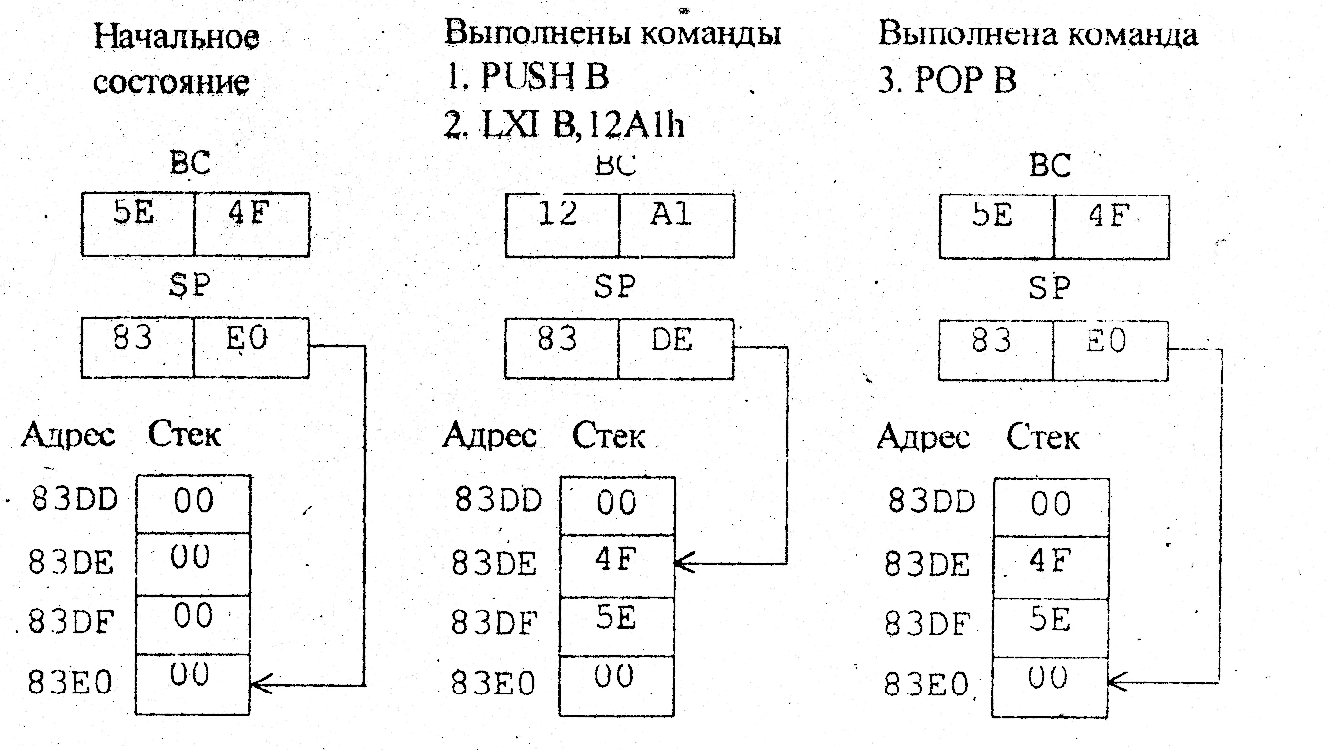 Начальное
состояние
BC
5E 4F
SP
83 E0
Адрес Стек
83DD 00
83DE 00
83DF 00
83E0 00
Выполнены команды
1. PUSH B
2. LXI B,12A1h
BC
12 A1
SP
83 DE
Адрес Стек
83DD 00
83DE 4F
83DF 5E
83E0 00
Выполнена команда
3. POP B
BC
5E 4F
SP
83 E0
Адрес Стек
83DD 00
83DE 4F
83DF 5E
83E0 00